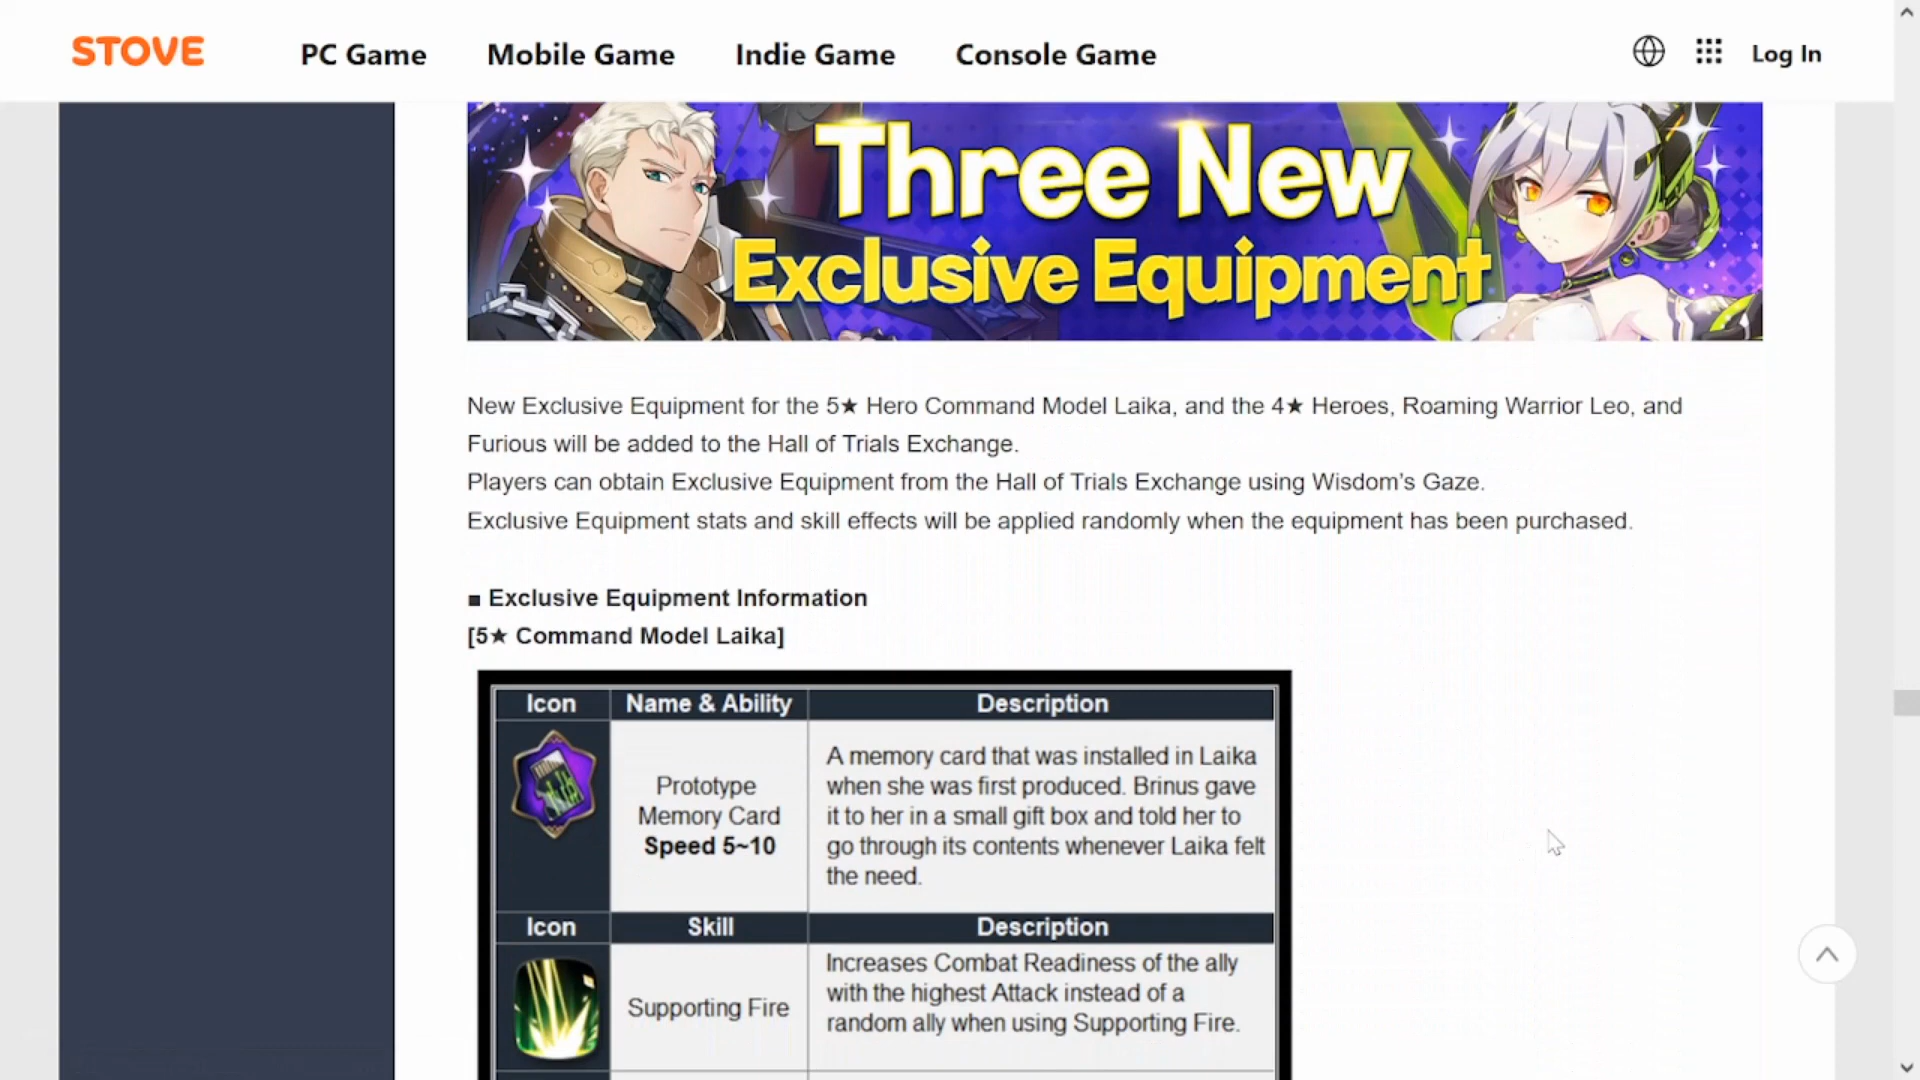 STOVE
PC Game
Mobile Game
Indie Game
Console Game
Log In
Three New
Exclusive Equipment
New Exclusive Equipment for the 5★ Hero Command Model Laika, and the 4★ Heroes, Roaming Warrior Leo, and
Furious will be added to the Hall of Trials Exchange.
Players can obtain Exclusive Equipment from the Hall of Trials Exchange using Wisdom's Gaze.
Exclusive Equipment stats and skill effects will be applied randomly when the equipment has been purchased.
■ Exclusive Equipment Information
[5★ Command Model Laika]
Icon
Name & Ability
Description
Prototype
Memory Card
Speed 5~10
A memory card that was installed in Laika
when she was first produced. Brinus gave
it to her in a small gift box and told her to
go through its contents whenever Laika felt
the need.
Icon
Skill
Description
Supporting Fire
Increases Combat Readiness of the ally
with the highest Attack instead of a
random ally when using Supporting Fire.